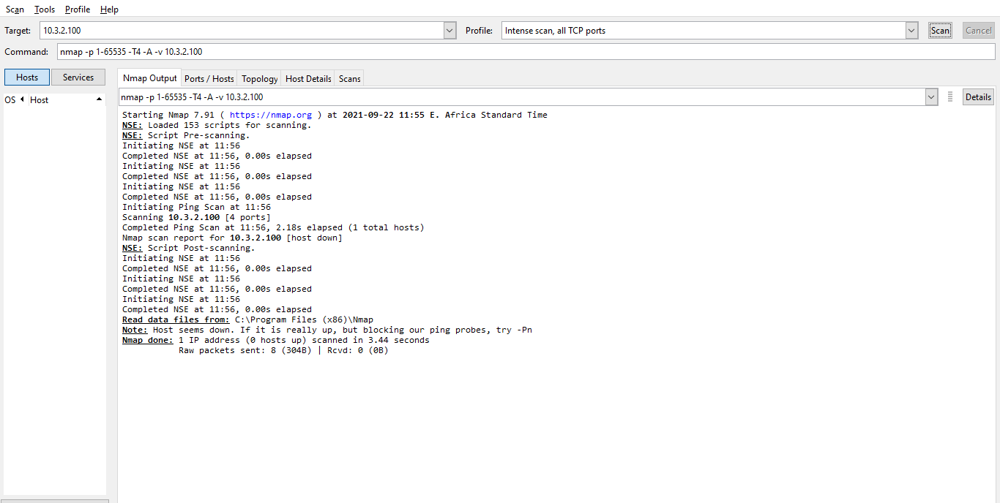 Scan Tools Profile Help
Target: 10.3.2.100 Profile: Intense scan, all TCP ports Scan Cancel
Command: nmap -p 1-65535 -T4 -A -v 10.3.2.100
Hosts Services Nmap Output Ports / Hosts Topology Host Details Scans
OS Host nmap -p 1-65535 -T4 -A -v 10.3.2.100 Details
Starting Nmap 7.91 ( https://nmap.org ) at 2021-09-22 11:55 E. Africa Standard Time
NSE: Loaded 153 scripts for scanning.
NSE: Script Pre-scanning.
Initiating NSE at 11:56
Completed NSE at 11:56, 0.00s elapsed
Initiating NSE at 11:56
Completed NSE at 11:56, 0.00s elapsed
Initiating NSE at 11:56
Completed NSE at 11:56, 0.00s elapsed
Initiating Ping Scan at 11:56
Scanning 10.3.2.100 [4 ports]
Completed Ping Scan at 11:56, 2.18s elapsed (1 total hosts)
Nmap scan report for 10.3.2.100 [host down]
NSE: Script Post-scanning.
Initiating NSE at 11:56
Completed NSE at 11:56, 0.00s elapsed
Initiating NSE at 11:56
Completed NSE at 11:56, 0.00s elapsed
Initiating NSE at 11:56
Completed NSE at 11:56, 0.00s elapsed
Read data files from: C:\Program Files (x86)\Nmap
Note: Host seems down. If it is really up, but blocking our ping probes, try -Pn
Nmap done: 1 IP address (0 hosts up) scanned in 3.44 seconds
Raw packets sent: 8 (304B) | Rcvd: 0 (0B)